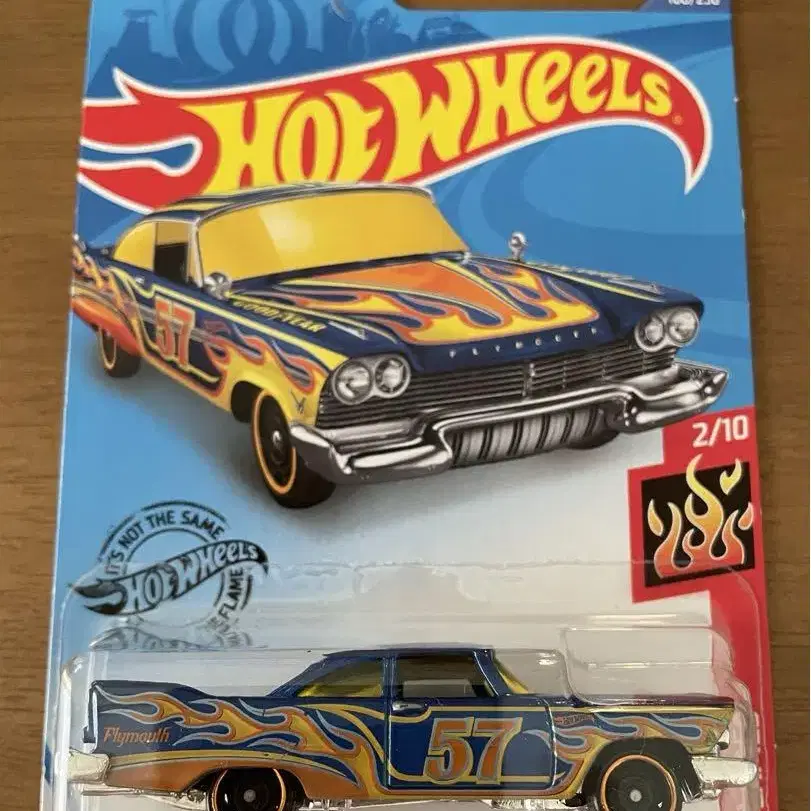 HOT WHEELS®
GOOD YEAR
57
PLYMOUTH
2/10
IT'S NOT THE SAME
HOT WHEELS
FLAME
Plymouth
57